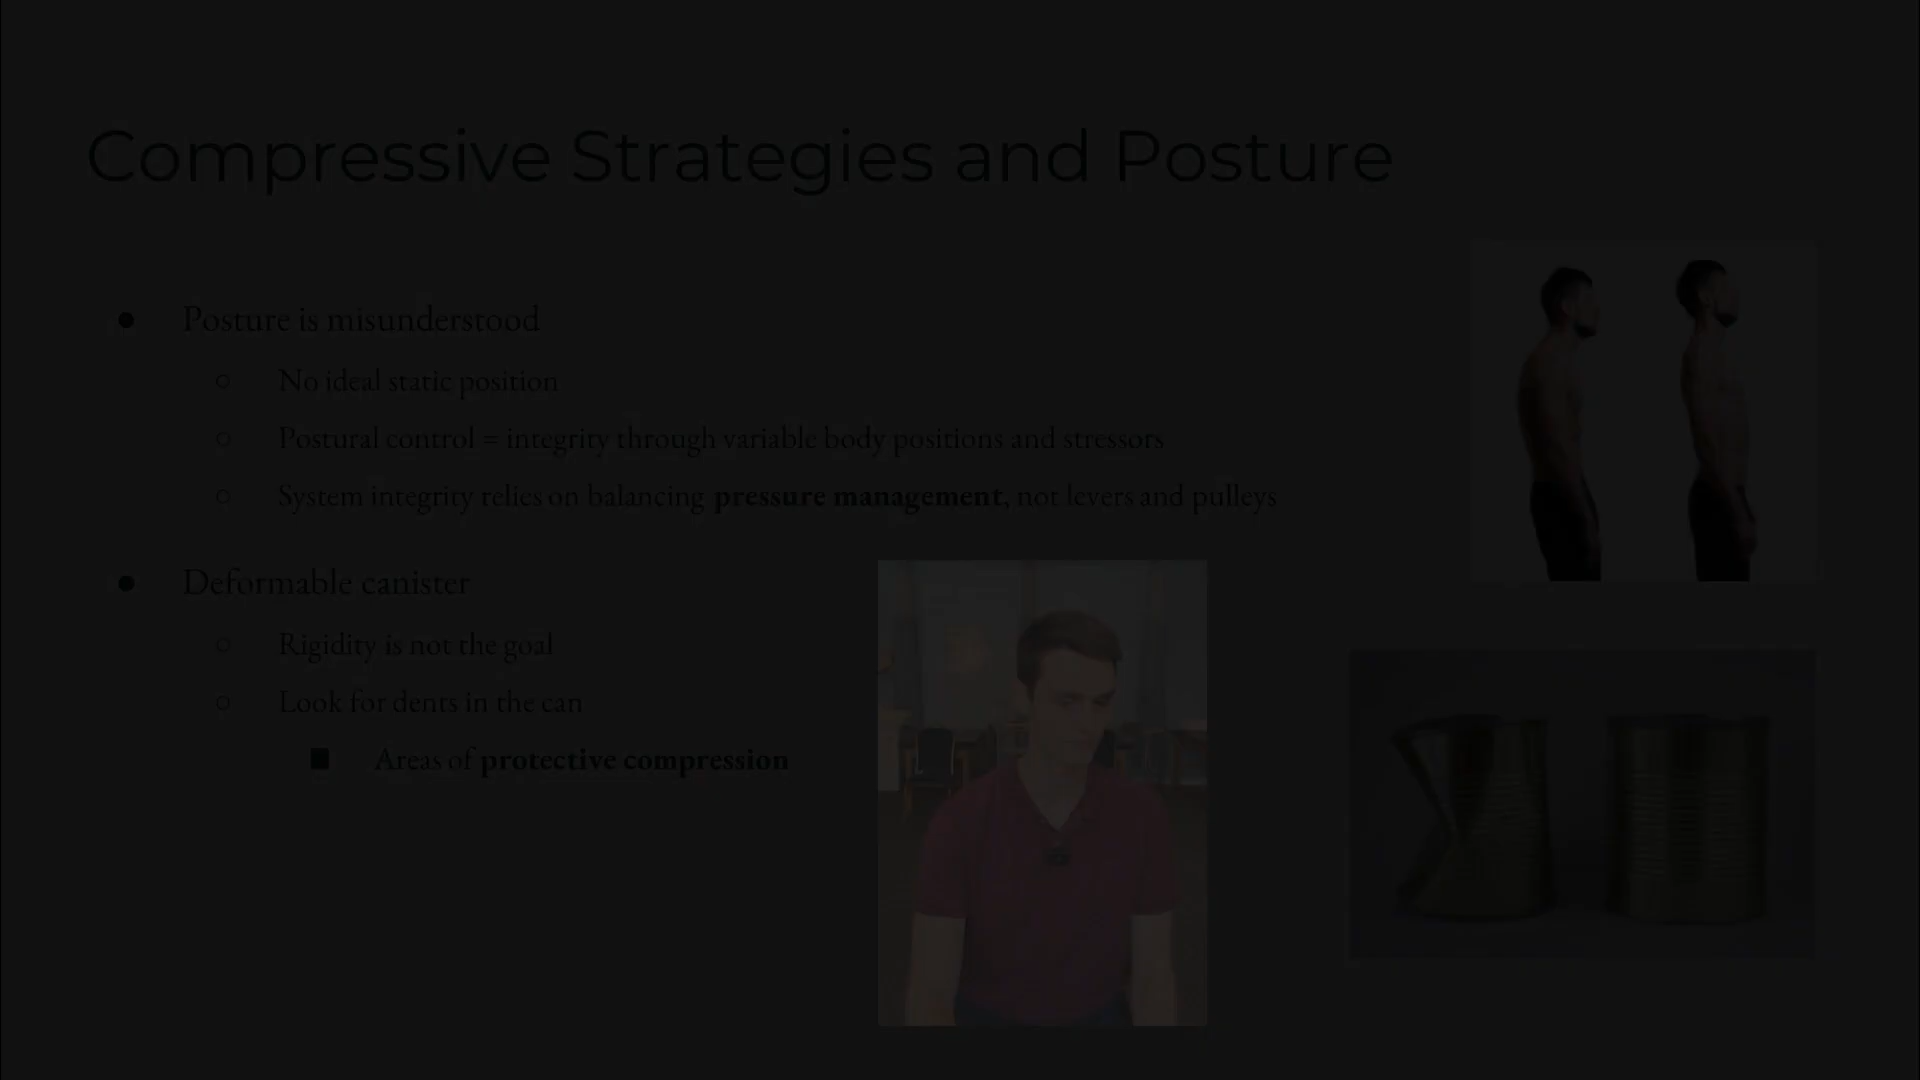 Compressive Strategies and Posture
● Posture is misunderstood
○ No ideal static position
○ Postural control = integrity through variable body positions and stressors
○ System integrity relies on balancing pressure management, not levers and pulleys
● Deformable canister
○ Rigidity is not the goal
○ Look for dents in the can
■ Areas of protective compression